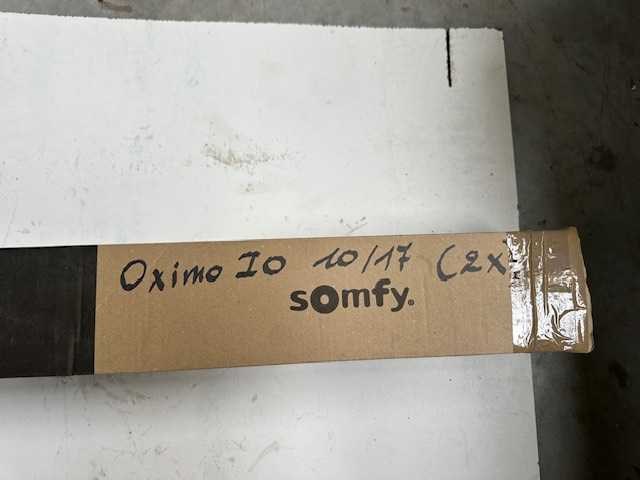 Oximo IO 10/17 (2x)
somfy.